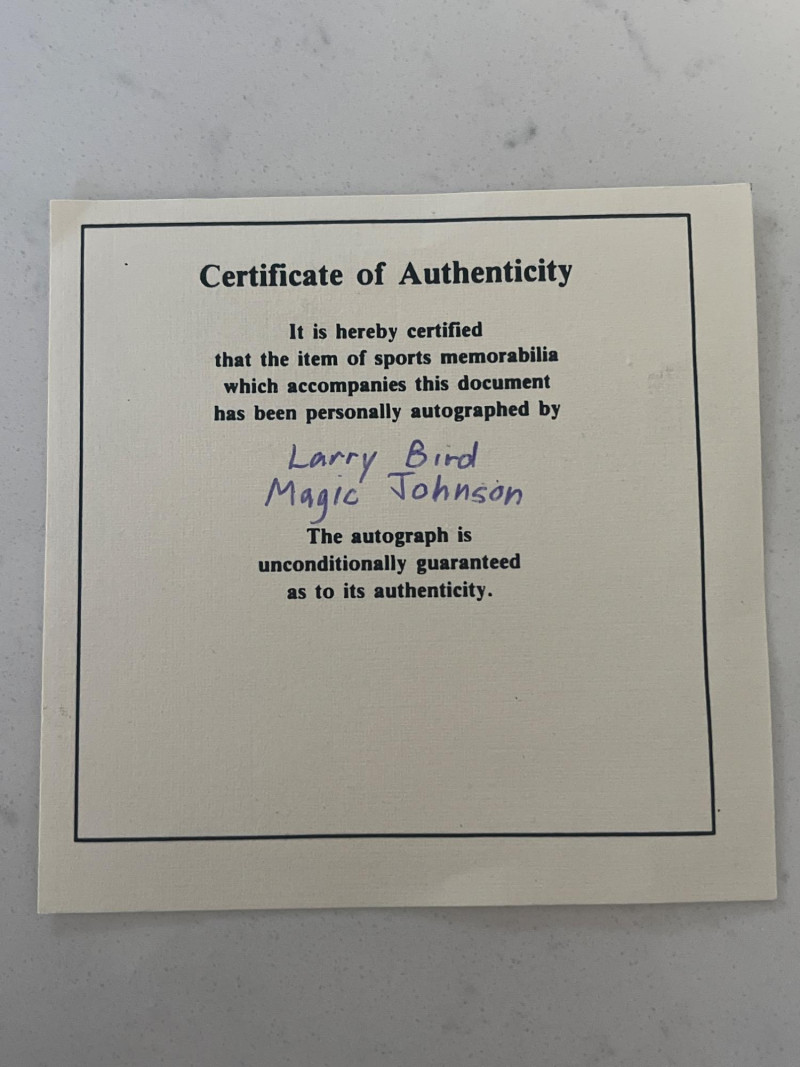 Certificate of Authenticity
It is hereby certified
that the item of sports memorabilia
which accompanies this document
has been personally autographed by
Larry Bird
Magic Johnson
The autograph is
unconditionally guaranteed
as to its authenticity.